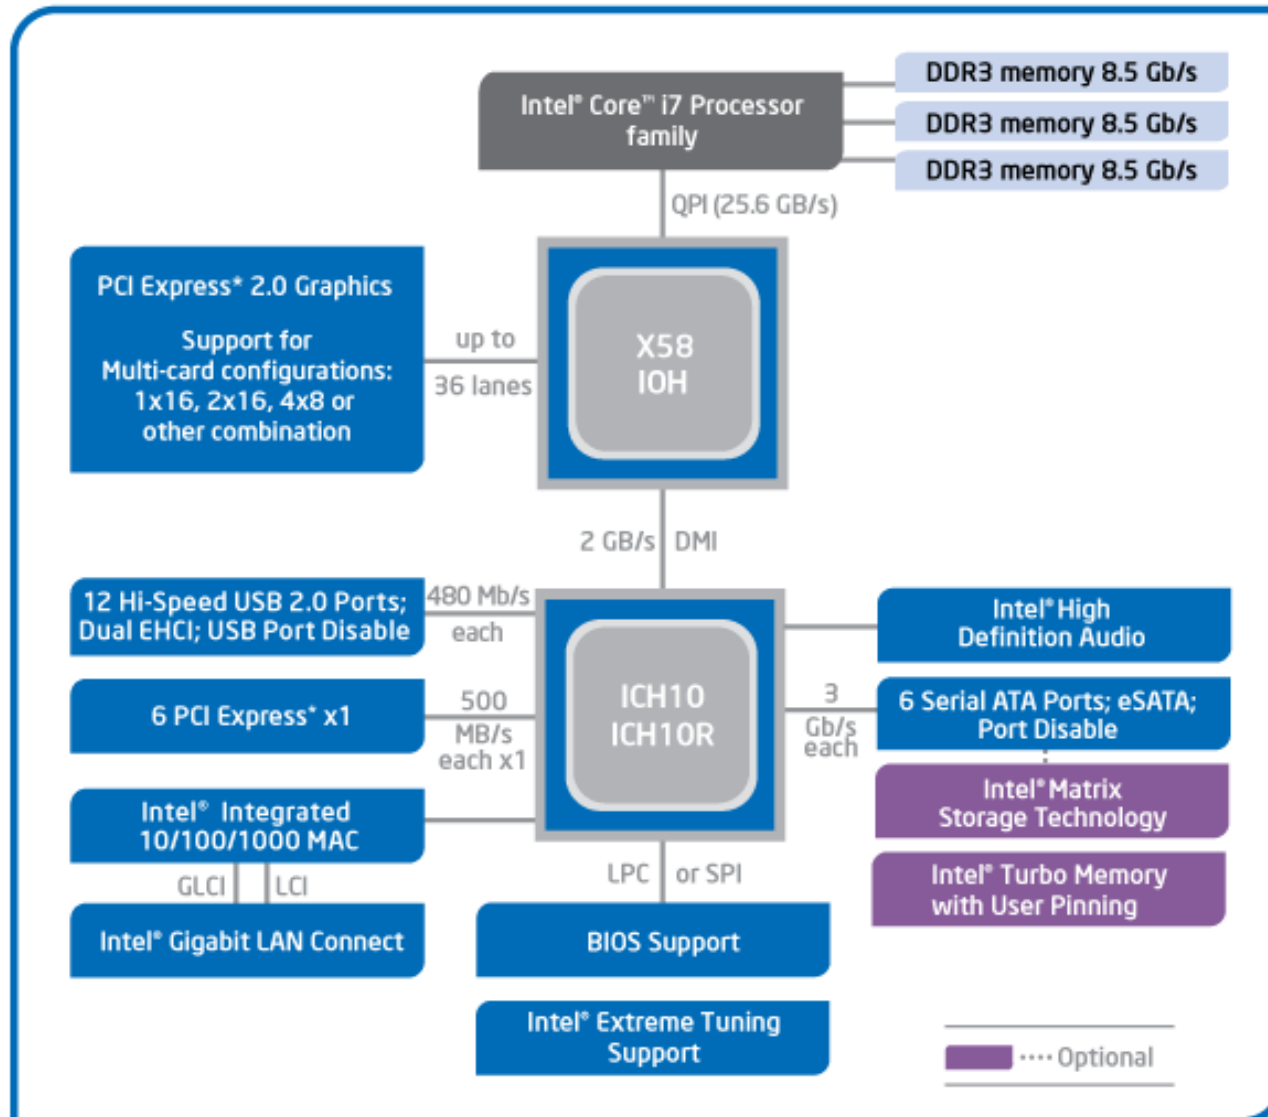 Intel® Core™ i7 Processor
family
DDR3 memory 8.5 Gb/s
DDR3 memory 8.5 Gb/s
DDR3 memory 8.5 Gb/s
QPI (25.6 GB/s)
PCI Express* 2.0 Graphics
Support for
Multi-card configurations:
1x16, 2x16, 4x8 or
other combination
up to
36 lanes
X58
IOH
2 GB/s DMI
12 Hi-Speed USB 2.0 Ports;
Dual EHCI; USB Port Disable
480 Mb/s
each
6 PCI Express* x1
500
MB/s
each x1
Intel® Integrated
10/100/1000 MAC
GLCI LCI
Intel® Gigabit LAN Connect
ICH10
ICH10R
Intel® High
Definition Audio
3
Gb/s
each
6 Serial ATA Ports; eSATA;
Port Disable
Intel® Matrix
Storage Technology
Intel® Turbo Memory
with User Pinning
LPC or SPI
BIOS Support
Intel® Extreme Tuning
Support
Optional